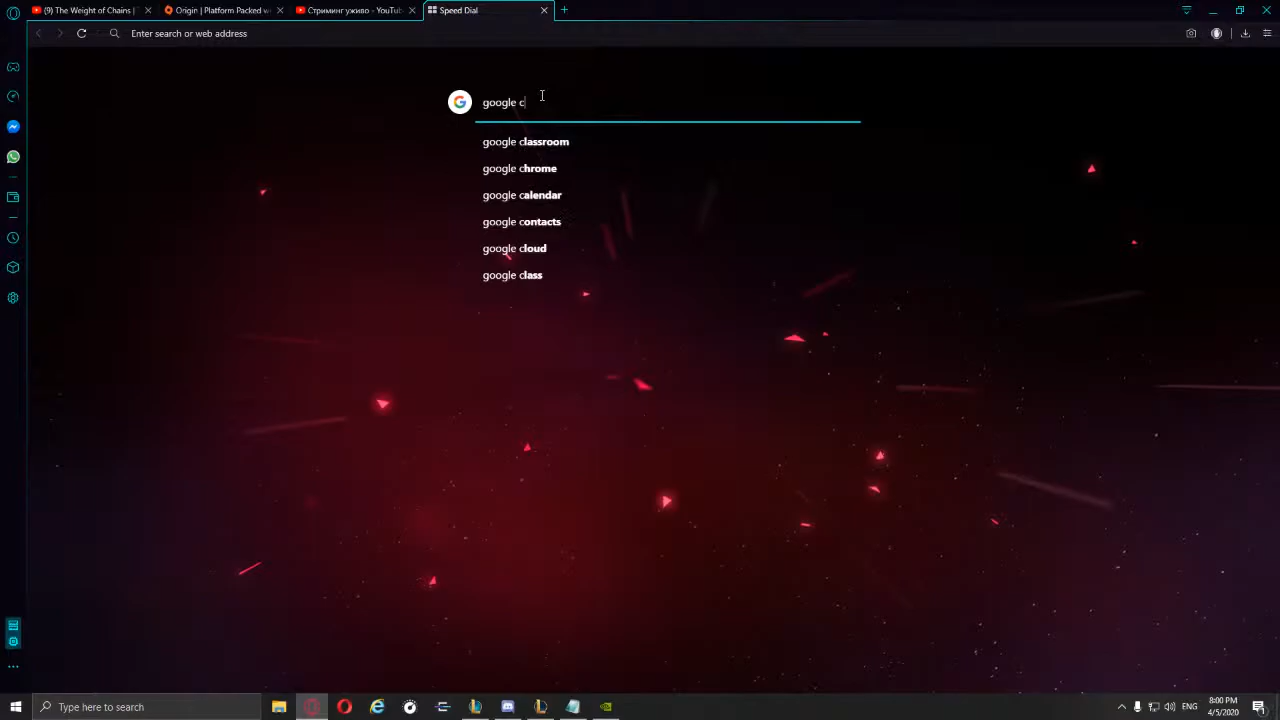 (9) The Weight of Chains |
Origin | Platform Packed w
Стриминг уживо - YouTube
Speed Dial
Enter search or web address
google c
google classroom
google chrome
google calendar
google contacts
google cloud
google class
Type here to search
ENG
8:00 PM
4/5/2020